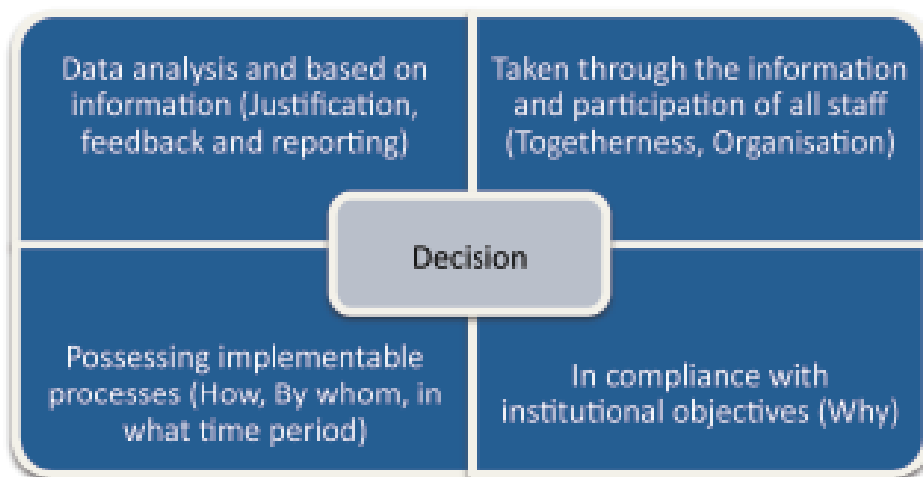 Data analysis and based on
information (Justification,
feedback and reporting)
Taken through the information
and participation of all staff
(Togetherness, Organisation)
Decision
Possessing implementable
processes (How, By whom, in
what time period)
In compliance with
institutional objectives (Why)